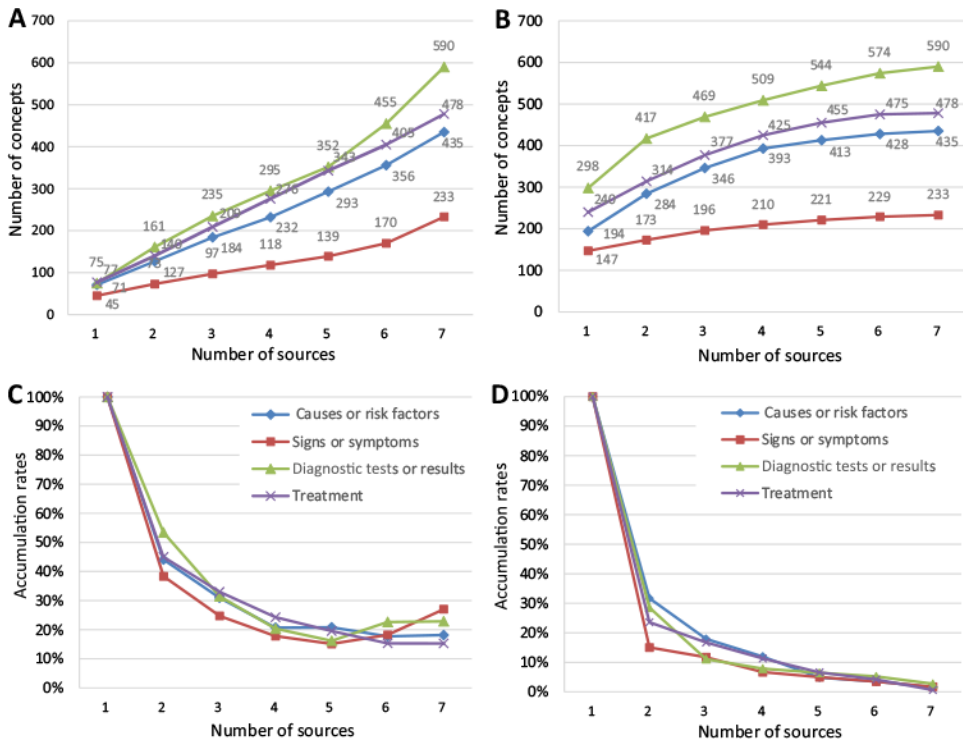 A
Number of concepts
700
600
500
400
300
200
100
0
75 161 235 295 352 455 590
77 140 209 276 343 405 478
71 127 184 232 293 356 435
45 97 118 139 170 233
1 2 3 4 5 6 7
Number of sources
B
Number of concepts
700
600
500
400
300
200
100
0
298 417 469 509 544 574 590
240 314 377 425 455 475 478
194 284 346 393 413 428 435
147 173 196 210 221 229 233
1 2 3 4 5 6 7
Number of sources
C
Accumulation rates
100%
90%
80%
70%
60%
50%
40%
30%
20%
10%
0%
Causes or risk factors
Signs or symptoms
Diagnostic tests or results
Treatment
1 2 3 4 5 6 7
Number of sources
D
Accumulation rates
100%
90%
80%
70%
60%
50%
40%
30%
20%
10%
0%
Causes or risk factors
Signs or symptoms
Diagnostic tests or results
Treatment
1 2 3 4 5 6 7
Number of sources